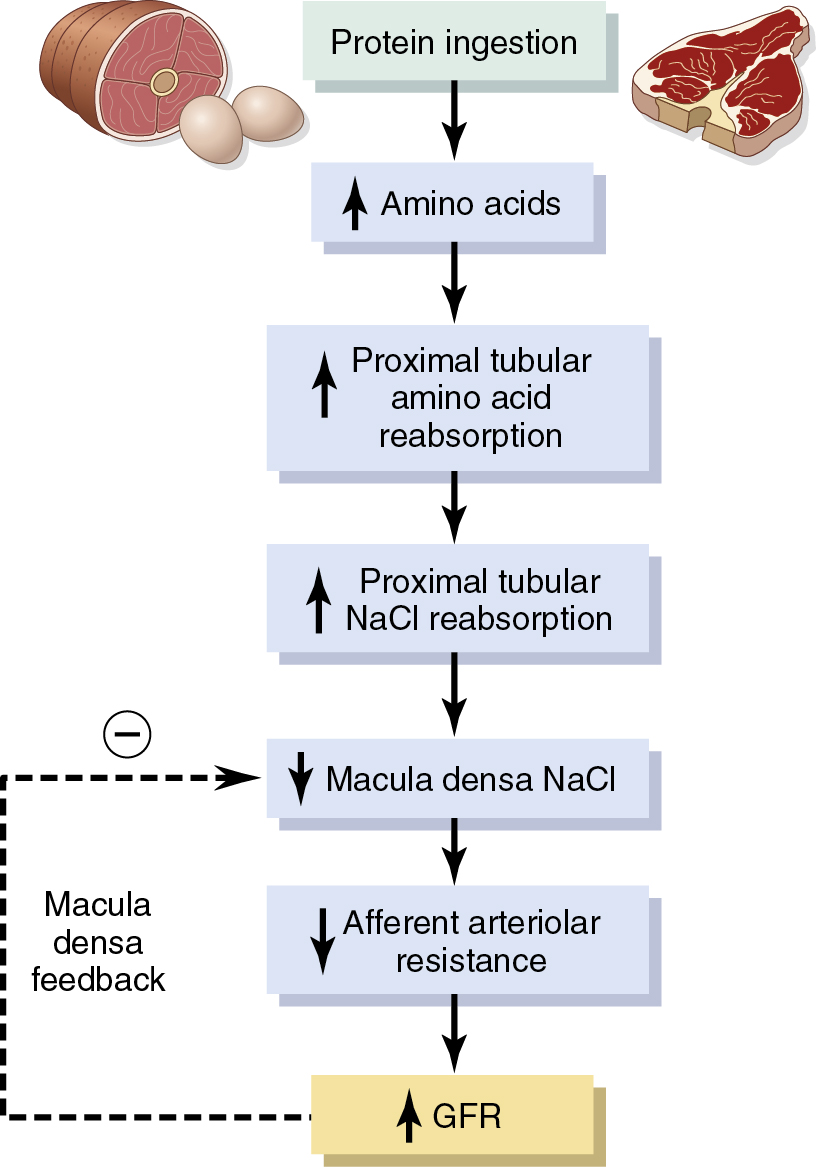 Protein ingestion
Amino acids
Proximal tubular
amino acid
reabsorption
Proximal tubular
NaCl reabsorption
−
Macula densa NaCl
Macula
densa
feedback
Afferent arteriolar
resistance
GFR